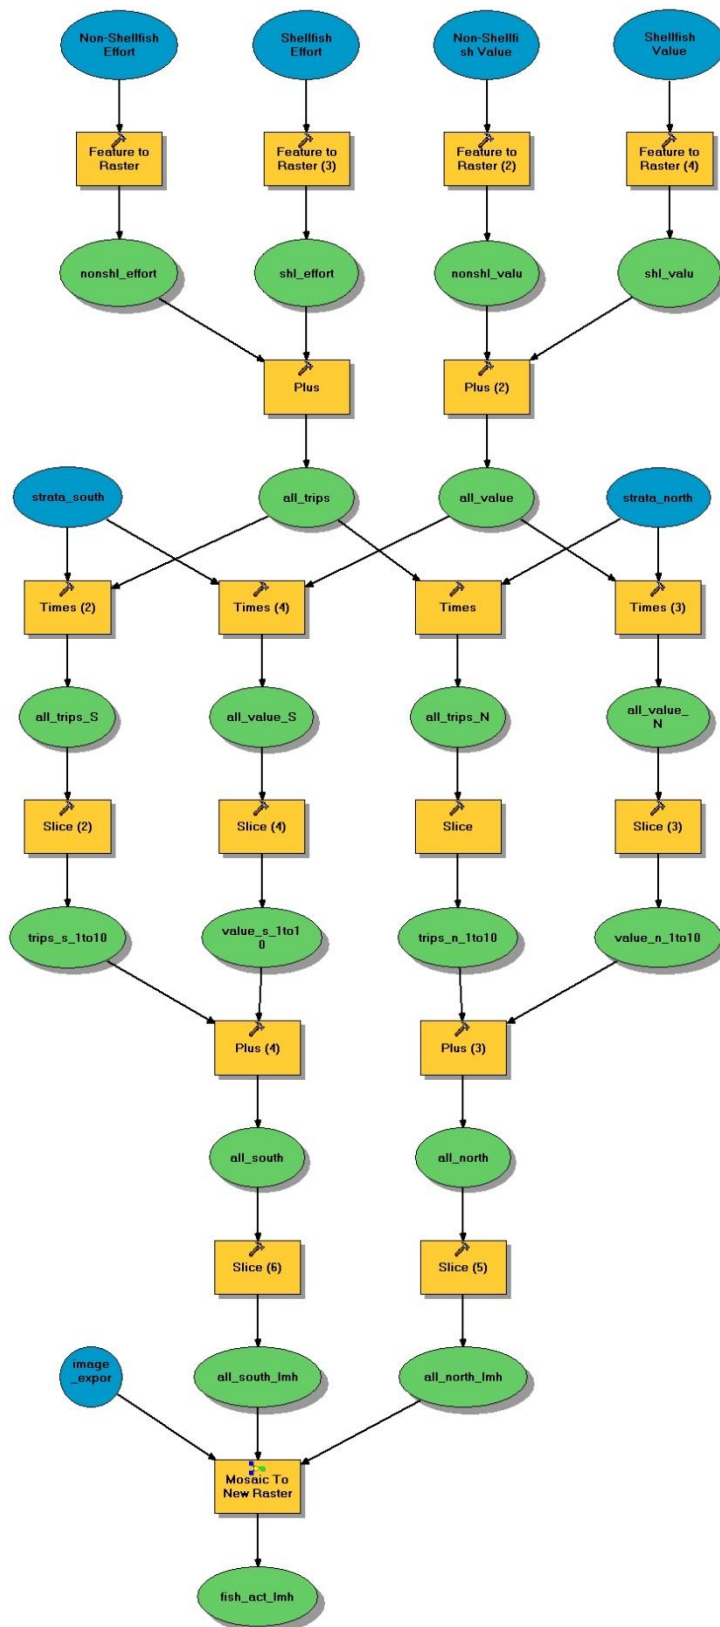 Non-Shellfish
Effort
Shellfish
Effort
Non-Shellfi
sh Value
Shellfish
Value
Feature to
Raster
Feature to
Raster (3)
Feature to
Raster (2)
Feature to
Raster (4)
nonshl_effort
shl_effort
nonshl_valu
shl_valu
Plus
Plus (2)
strata_south
all_trips
all_value
strata_north
Times (2)
Times (4)
Times
Times (3)
all_trips_S
all_value_S
all_trips_N
all_value_
N
Slice (2)
Slice (4)
Slice
Slice (3)
trips_s_1to10
value_s_1to1
0
trips_n_1to10
value_n_1to10
Plus (4)
Plus (3)
all_south
all_north
Slice (6)
Slice (5)
image
_expor
all_south_lmh
all_north_lmh
Mosaic To
New Raster
fish_act_lmh